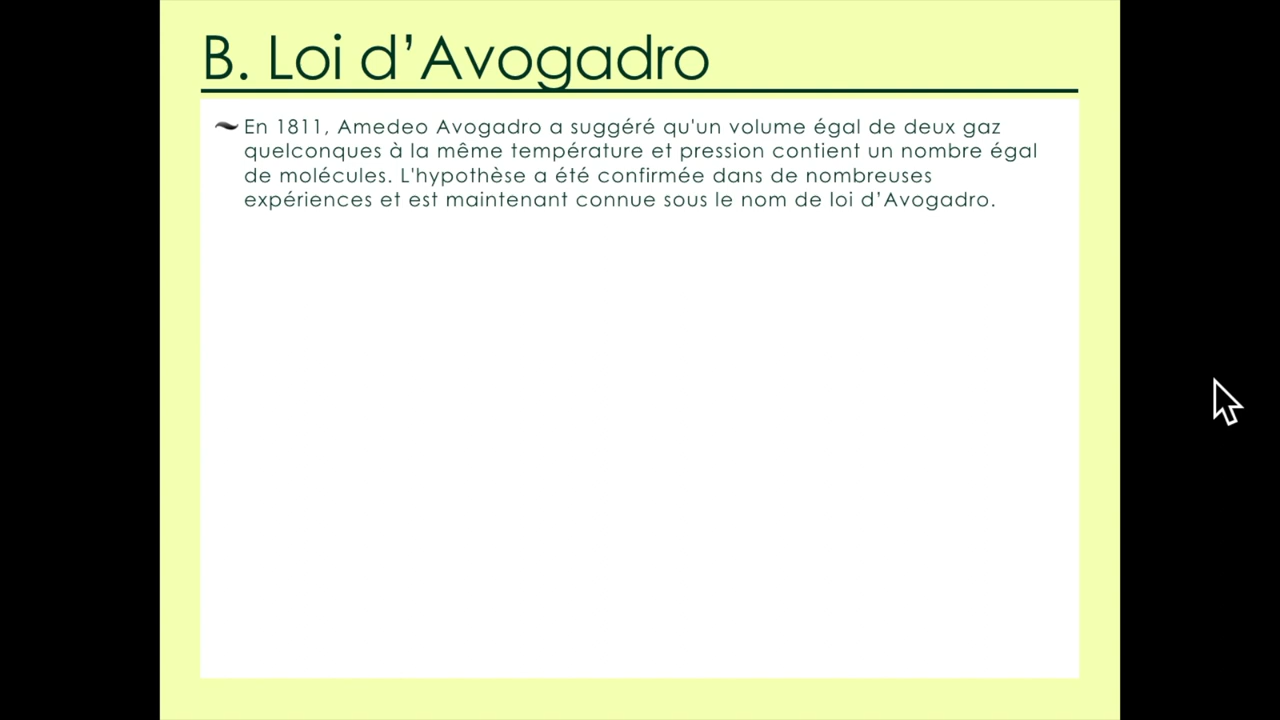 B. Loi d’Avogadro
En 1811, Amedeo Avogadro a suggéré qu'un volume égal de deux gaz
quelconques à la même température et pression contient un nombre égal
de molécules. L'hypothèse a été confirmée dans de nombreuses
expériences et est maintenant connue sous le nom de loi d’Avogadro.